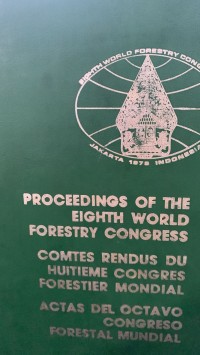 EIGHTH WORLD FORESTRY CONG
JAKARTA 1978 INDONESIA
PROCEEDINGS OF THE
EIGHTH WORLD
FORESTRY CONGRESS
COMTES RENDUS DU
HUITIEME CONGRES
FORESTIER MONDIAL
ACTAS DEL OCTAVO
CONGRESO
FORESTAL MUNDIAL